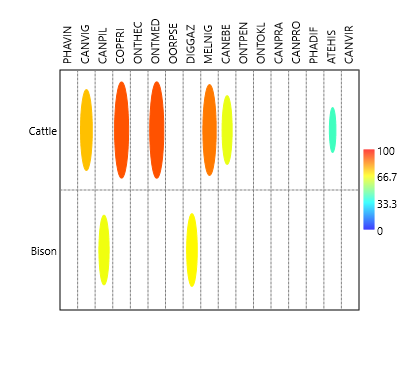 PHAVIN
CANVIG
CANPIL
COPFRI
ONTHEC
ONTMED
OORPSE
DIGGAZ
MELNIG
CANEBE
ONTPEN
ONTOKL
CANPRA
CANPRO
PHADIF
ATEHIS
CANVIR
Cattle
Bison
100
66.7
33.3
0